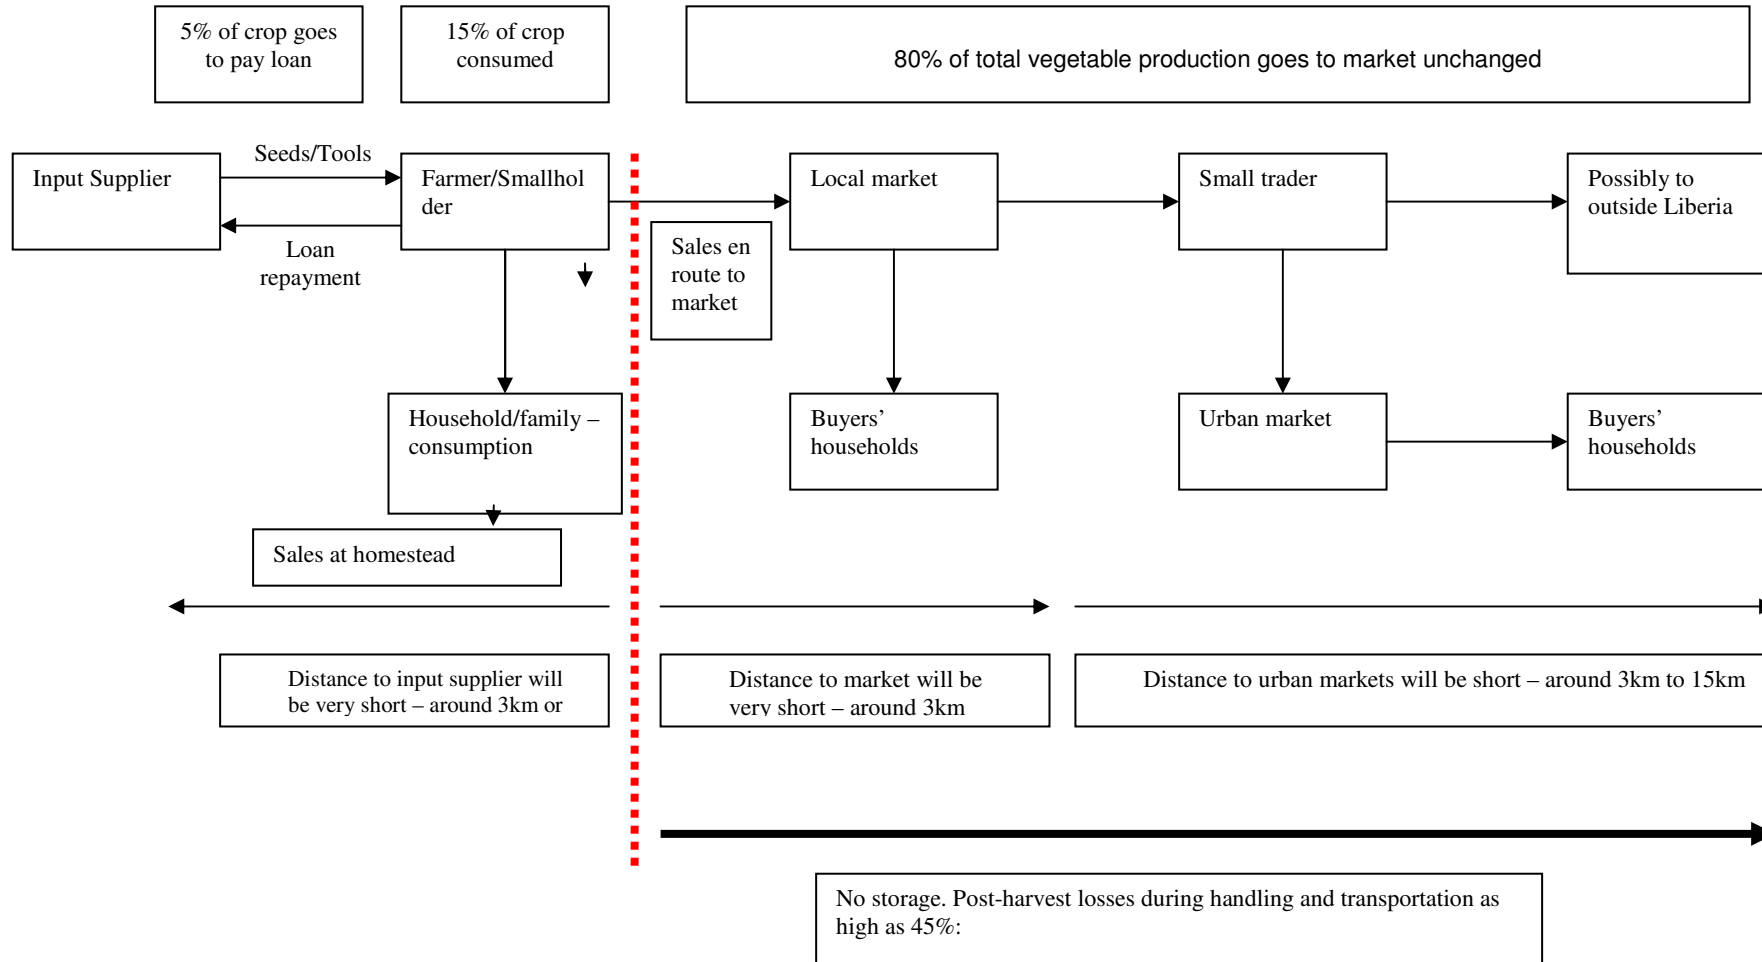 5% of crop goes
to pay loan
15% of crop
consumed
80% of total vegetable production goes to market unchanged
Input Supplier
Seeds/Tools
Loan
repayment
Farmer/Smallhol
der
Local market
Small trader
Possibly to
outside Liberia
Sales en
route to
market
Household/family –
consumption
Buyers’
households
Urban market
Buyers’
households
Sales at homestead
Distance to input supplier will
be very short – around 3km or
Distance to market will be
very short – around 3km
Distance to urban markets will be short – around 3km to 15km
No storage. Post-harvest losses during handling and transportation as
high as 45%: